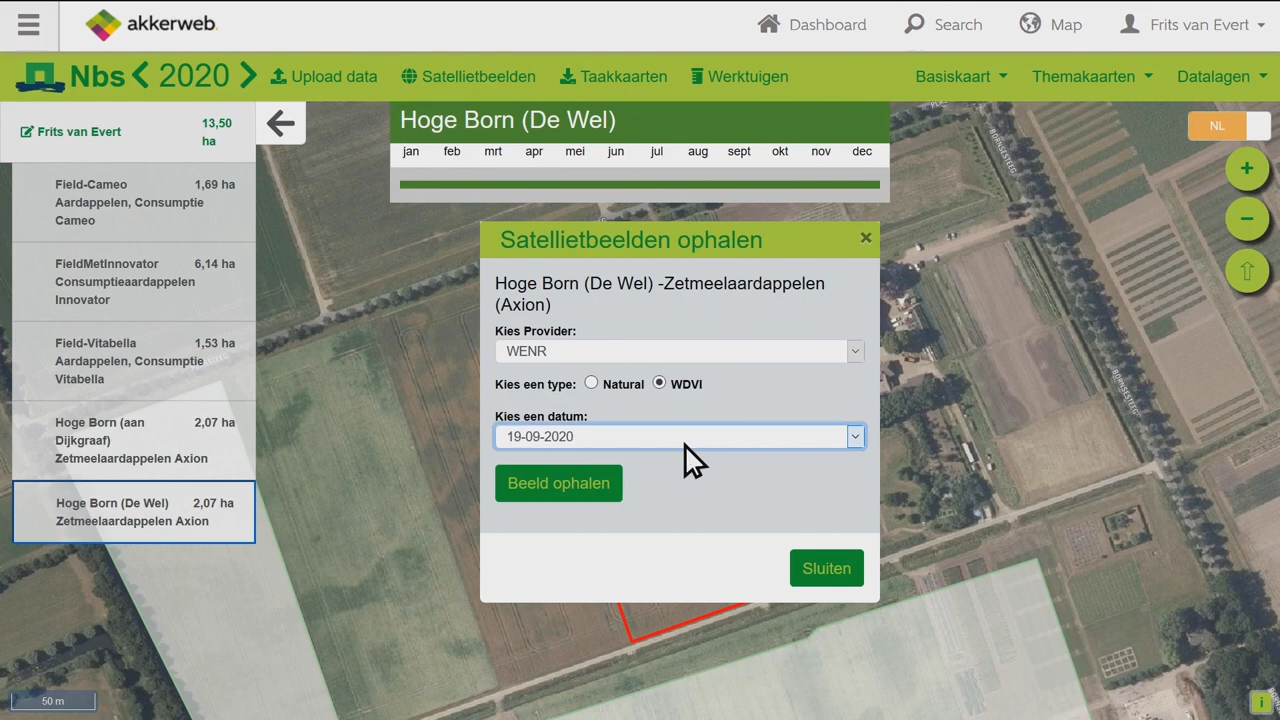 akkerweb.
Dashboard
Search
Map
Frits van Evert
Nbs
2020
Upload data
Satellietbeelden
Taakkaarten
Werktuigen
Basiskaart
Themakaarten
Datalagen
Frits van Evert 13,50
ha
Field-Cameo 1,69 ha
Aardappelen, Consumptie
Cameo
FieldMetInnovator 6,14 ha
Consumptieaardappelen
Innovator
Field-Vitabella 1,53 ha
Aardappelen, Consumptie
Vitabella
Hoge Born (aan 2,07 ha
Dijkgraaf)
Zetmeelaardappelen Axion
Hoge Born (De Wel) 2,07 ha
Zetmeelaardappelen Axion
Hoge Born (De Wel)
jan feb mrt apr mei jun jul aug sept okt nov dec
Satellietbeelden ophalen
×
Hoge Born (De Wel) -Zetmeelaardappelen
(Axion)
Kies Provider:
WENR
Kies een type: Natural WDVI
Kies een datum:
19-09-2020
Beeld ophalen
Sluiten
NL
+
−
BORNSESTEEG
BORNSESTEEG
50 m
i